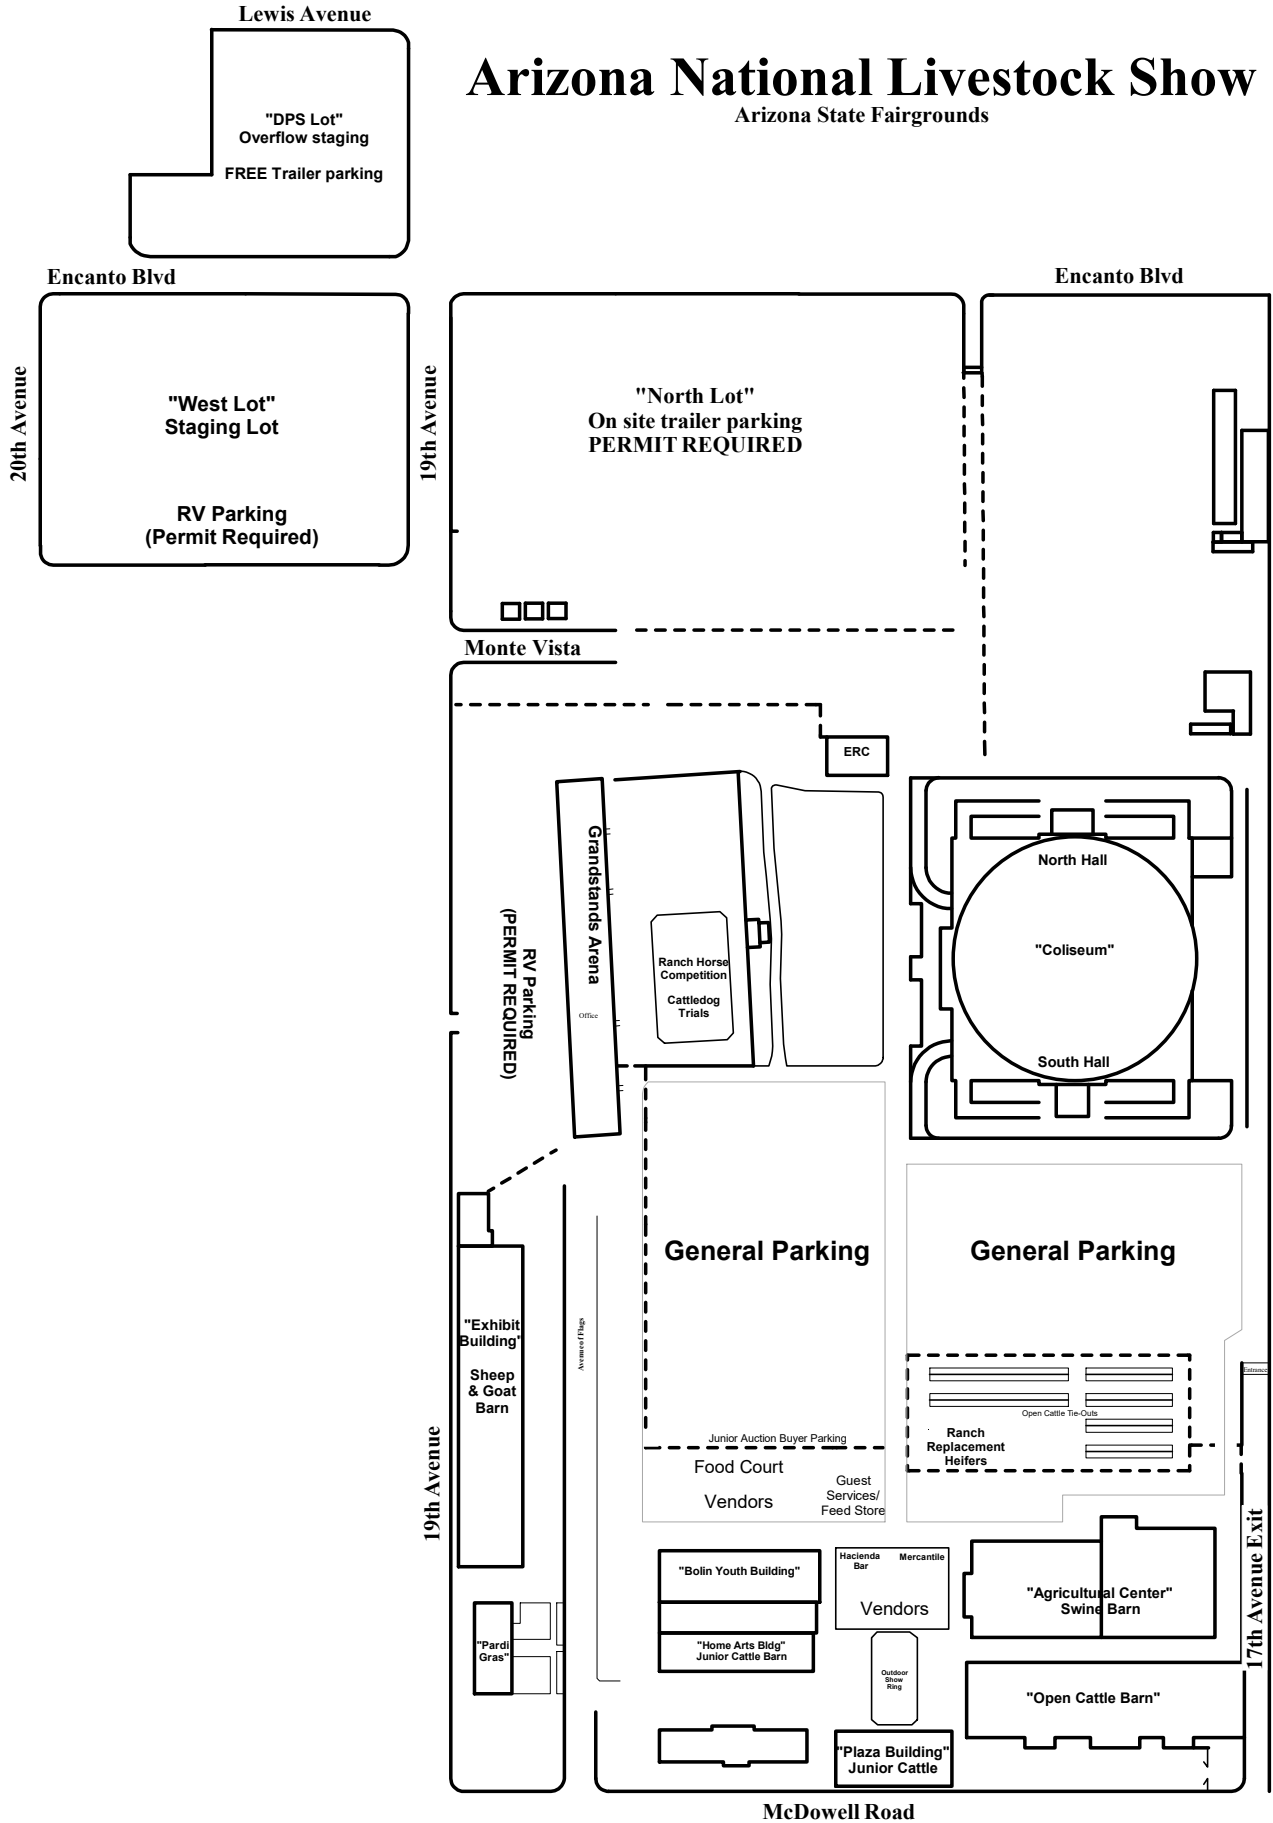 Lewis Avenue
Arizona National Livestock Show
Arizona State Fairgrounds
"DPS Lot"
Overflow staging
FREE Trailer parking
Encanto Blvd
Encanto Blvd
20th Avenue
"West Lot"
Staging Lot
RV Parking
(Permit Required)
19th Avenue
"North Lot"
On site trailer parking
PERMIT REQUIRED
Monte Vista
ERC
Grandstands Arena
Office
RV Parking
(PERMIT REQUIRED)
Ranch Horse
Competition
Cattledog
Trials
North Hall
"Coliseum"
South Hall
General Parking
General Parking
"Exhibit
Building"
Sheep
& Goat
Barn
Avenue of Flags
Entrance
Open Cattle Tie-Outs
Ranch
Replacement
Heifers
Junior Auction Buyer Parking
Food Court
Vendors
Guest
Services/
Feed Store
19th Avenue
17th Avenue Exit
"Bolin Youth Building"
Hacienda
Bar
Mercantile
Vendors
"Agricultural Center"
Swine Barn
"Pardi
Gras"
"Home Arts Bldg"
Junior Cattle Barn
Outdoor
Show
Ring
"Open Cattle Barn"
"Plaza Building"
Junior Cattle
McDowell Road